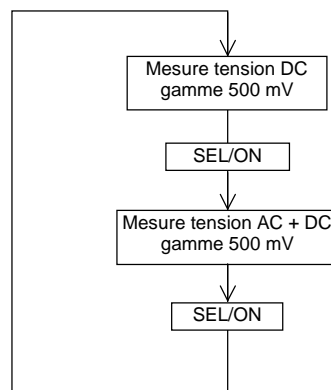 Mesure tension DC
gamme 500 mV
SEL/ON
Mesure tension AC + DC
gamme 500 mV
SEL/ON